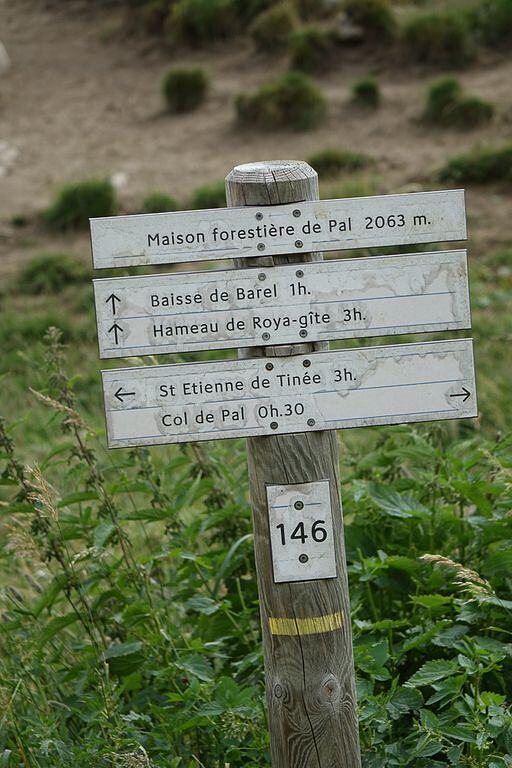 Maison forestière de Pal 2063 m.
↑ Baisse de Barel 1h.
↑ Hameau de Roya-gîte 3h.
← St Etienne de Tinée 3h.
Col de Pal 0h.30 →
146